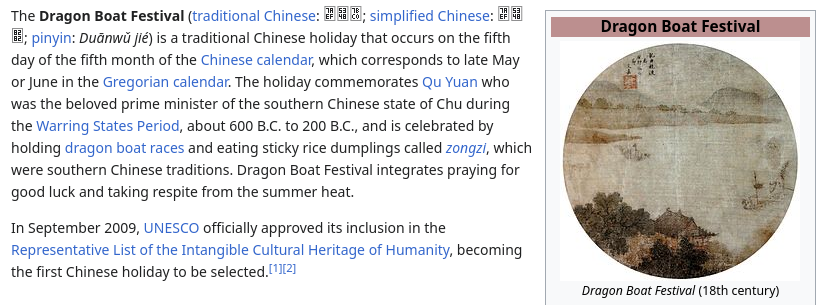 The Dragon Boat Festival (traditional Chinese: ; simplified Chinese:
; pinyin: Duānwǔ jié) is a traditional Chinese holiday that occurs on the fifth
day of the fifth month of the Chinese calendar, which corresponds to late May
or June in the Gregorian calendar. The holiday commemorates Qu Yuan who
was the beloved prime minister of the southern Chinese state of Chu during
the Warring States Period, about 600 B.C. to 200 B.C., and is celebrated by
holding dragon boat races and eating sticky rice dumplings called zongzi, which
were southern Chinese traditions. Dragon Boat Festival integrates praying for
good luck and taking respite from the summer heat.
In September 2009, UNESCO officially approved its inclusion in the
Representative List of the Intangible Cultural Heritage of Humanity, becoming
the first Chinese holiday to be selected.[1][2]
Dragon Boat Festival
Dragon Boat Festival (18th century)